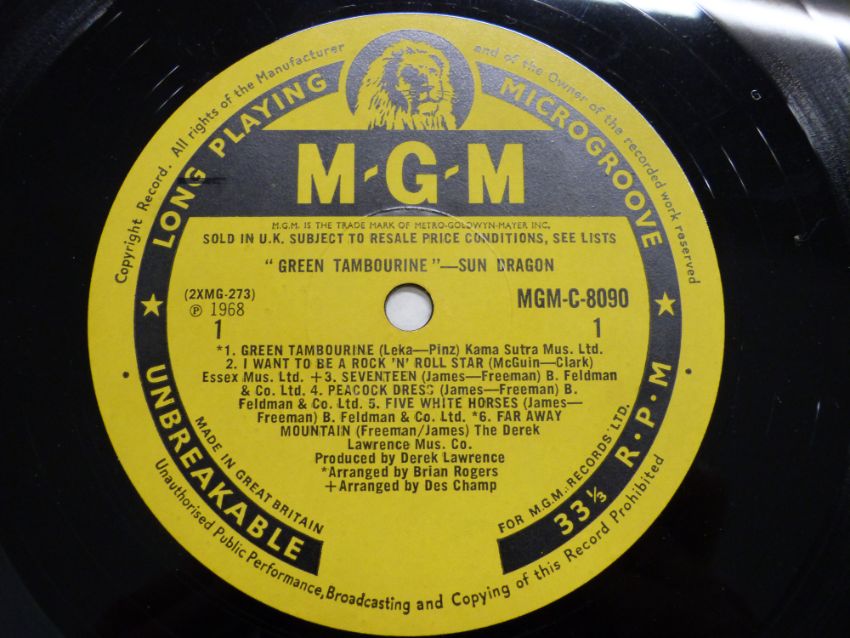 Copyright Record. All rights of the Manufacturer and of the Owner of the recorded work reserved
LONG PLAYING MICROGROOVE
M-G-M
M.G.M. IS THE TRADE MARK OF METRO-GOLDWYN-MAYER INC.
SOLD IN U.K. SUBJECT TO RESALE PRICE CONDITIONS, SEE LISTS
"GREEN TAMBOURINE"—SUN DRAGON
(2XMG-273) MGM-C-8090
℗ 1968
1 1
*1. GREEN TAMBOURINE (Leka—Pinz) Kama Sutra Mus. Ltd.
2. I WANT TO BE A ROCK 'N' ROLL STAR (McGuin—Clark)
Essex Mus. Ltd. +3. SEVENTEEN (James—Freeman) B. Feldman
& Co. Ltd. 4. PEACOCK DRESS (James—Freeman) B.
Feldman & Co. Ltd. 5. FIVE WHITE HORSES (James—
Freeman) B. Feldman & Co. Ltd. *6. FAR AWAY
MOUNTAIN (Freeman/James) The Derek
Lawrence Mus. Co.
Produced by Derek Lawrence
*Arranged by Brian Rogers
+Arranged by Des Champ
MADE IN GREAT BRITAIN
FOR M.G.M. RECORDS LTD.
UNBREAKABLE
33⅓ R·P·M
Unauthorised Public Performance, Broadcasting and Copying of this Record Prohibited